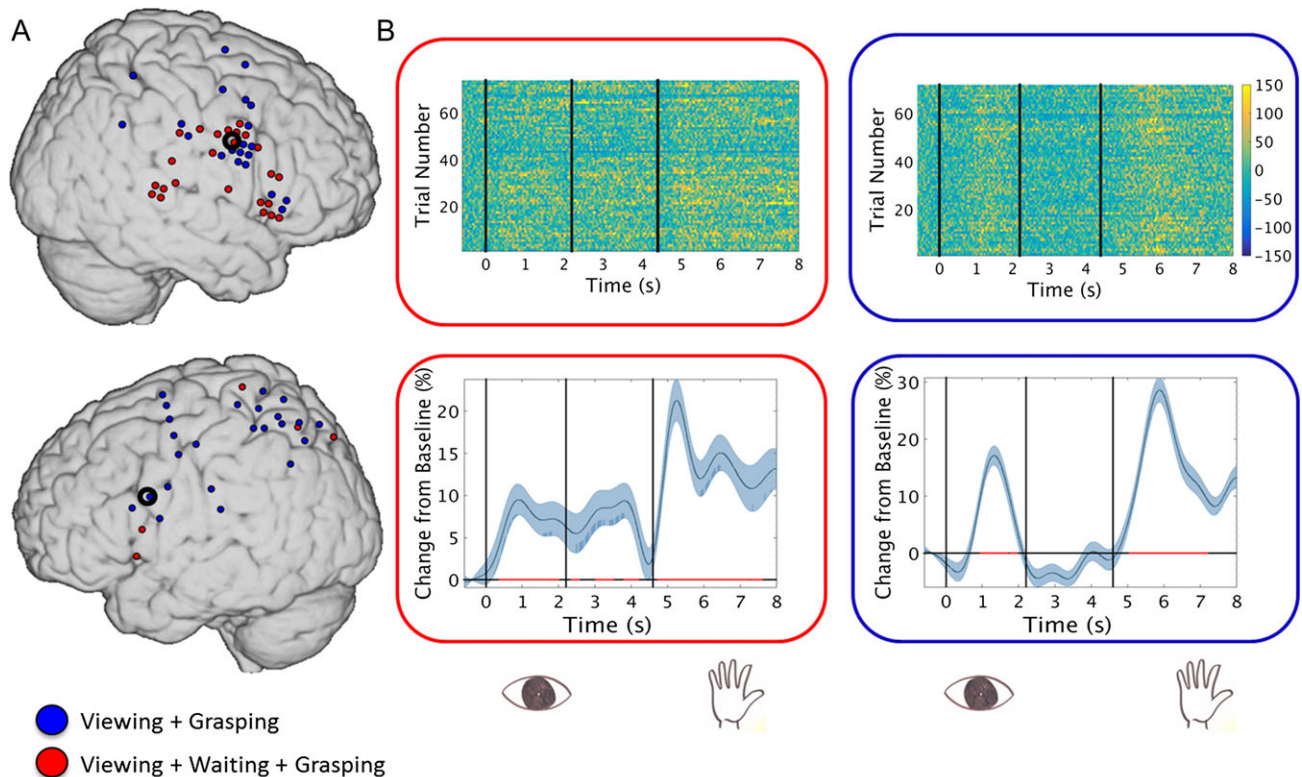 A
B
Trial Number
60
40
20
0 1 2 3 4 5 6 7 8
Time (s)
Trial Number
60
40
20
0 1 2 3 4 5 6 7 8
Time (s)
150
100
50
0
−50
−100
−150
Change from Baseline (%)
20
15
10
5
0
0 1 2 3 4 5 6 7 8
Time (s)
Change from Baseline (%)
30
20
10
0
0 1 2 3 4 5 6 7 8
Time (s)
Viewing + Grasping
Viewing + Waiting + Grasping